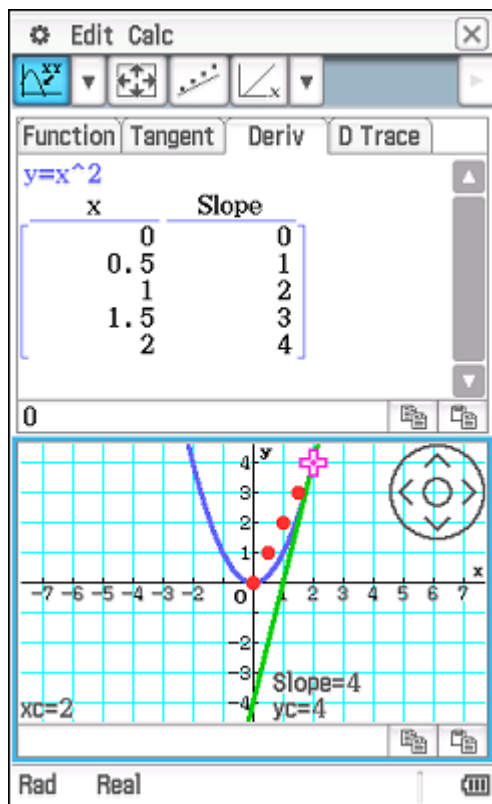 Edit Calc
Function Tangent Deriv D Trace
y=x^2
x Slope
0 0
0.5 1
1 2
1.5 3
2 4
0
y
4
3
2
1
x
-7 -6 -5 -4 -3 -2 0 1 2 3 4 5 6 7
-2
-3
-4
Slope=4
xc=2 yc=4
Rad Real